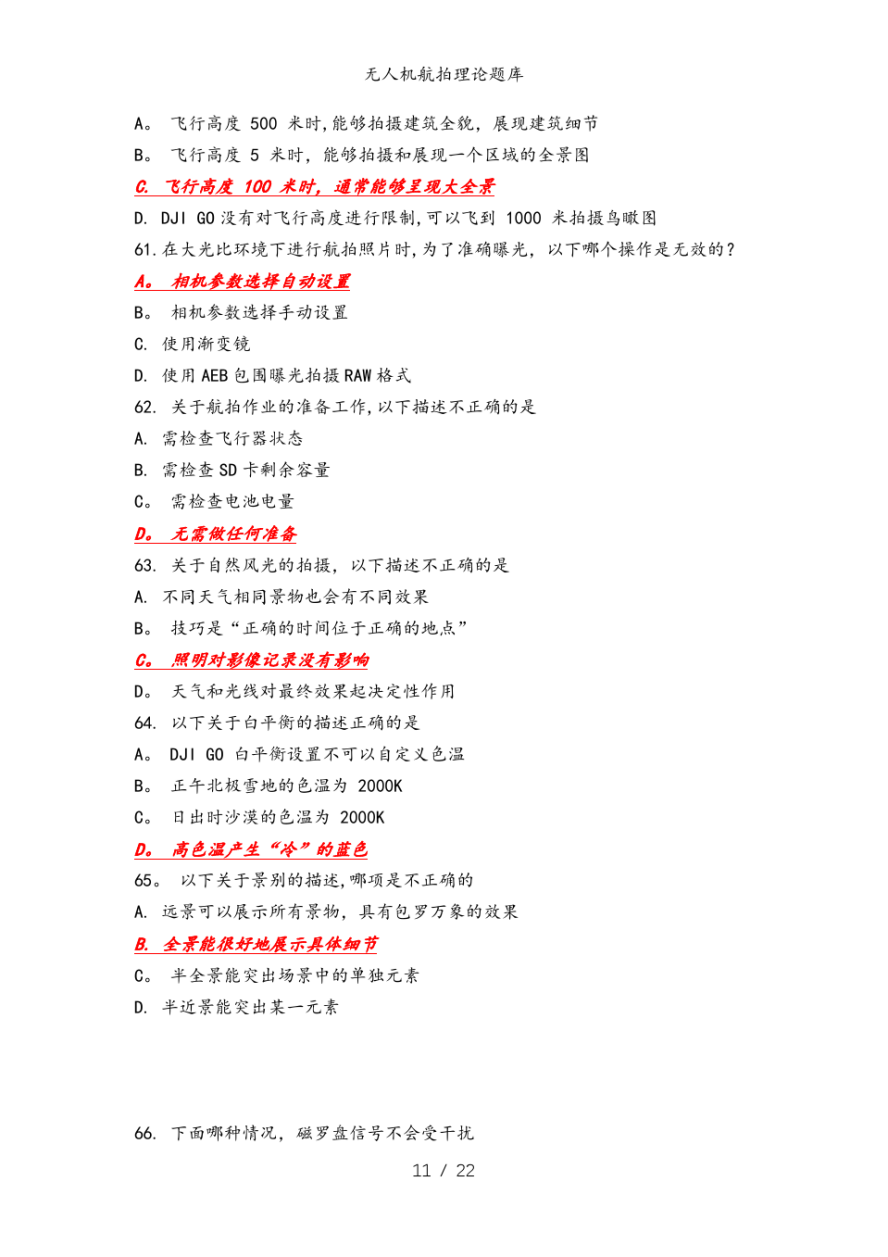 无人机航拍理论题库
A。 飞行高度 500 米时,能够拍摄建筑全貌，展现建筑细节
B。 飞行高度 5 米时，能够拍摄和展现一个区域的全景图
C. 飞行高度 100 米时，通常能够呈现大全景
D. DJI GO 没有对飞行高度进行限制,可以飞到 1000 米拍摄鸟瞰图
61.在大光比环境下进行航拍照片时,为了准确曝光，以下哪个操作是无效的？
A。 相机参数选择自动设置
B。 相机参数选择手动设置
C. 使用渐变镜
D. 使用 AEB 包围曝光拍摄 RAW 格式
62. 关于航拍作业的准备工作,以下描述不正确的是
A. 需检查飞行器状态
B. 需检查 SD 卡剩余容量
C。 需检查电池电量
D。 无需做任何准备
63. 关于自然风光的拍摄，以下描述不正确的是
A. 不同天气相同景物也会有不同效果
B。 技巧是“正确的时间位于正确的地点”
C。 照明对影像记录没有影响
D。 天气和光线对最终效果起决定性作用
64. 以下关于白平衡的描述正确的是
A。 DJI GO 白平衡设置不可以自定义色温
B。 正午北极雪地的色温为 2000K
C。 日出时沙漠的色温为 2000K
D。 高色温产生“冷”的蓝色
65。 以下关于景别的描述,哪项是不正确的
A. 远景可以展示所有景物，具有包罗万象的效果
B. 全景能很好地展示具体细节
C。 半全景能突出场景中的单独元素
D. 半近景能突出某一元素
66. 下面哪种情况，磁罗盘信号不会受干扰
11 / 22